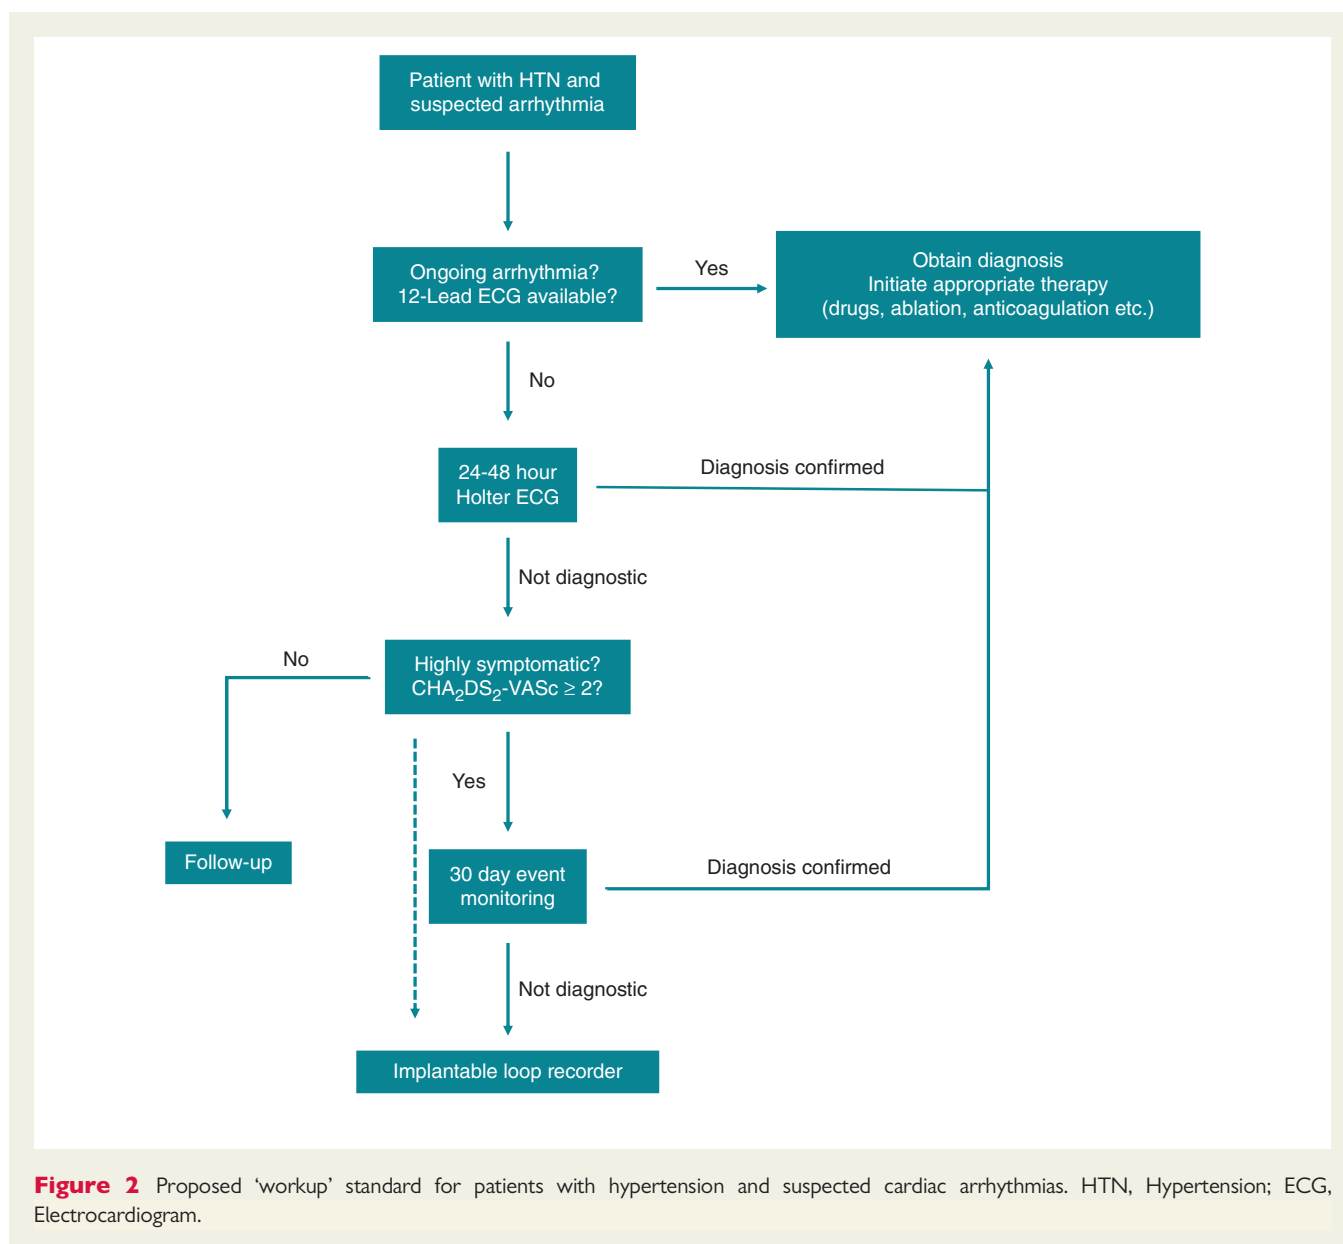 Patient with HTN and
suspected arrhythmia
Ongoing arrhythmia?
12-Lead ECG available?
Yes
Obtain diagnosis
Initiate appropriate therapy
(drugs, ablation, anticoagulation etc.)
No
24-48 hour
Holter ECG
Diagnosis confirmed
Not diagnostic
No
Highly symptomatic?
CHA₂DS₂-VASc ≥ 2?
Yes
Follow-up
30 day event
monitoring
Diagnosis confirmed
Not diagnostic
Implantable loop recorder
Figure 2 Proposed ‘workup’ standard for patients with hypertension and suspected cardiac arrhythmias. HTN, Hypertension; ECG,
Electrocardiogram.